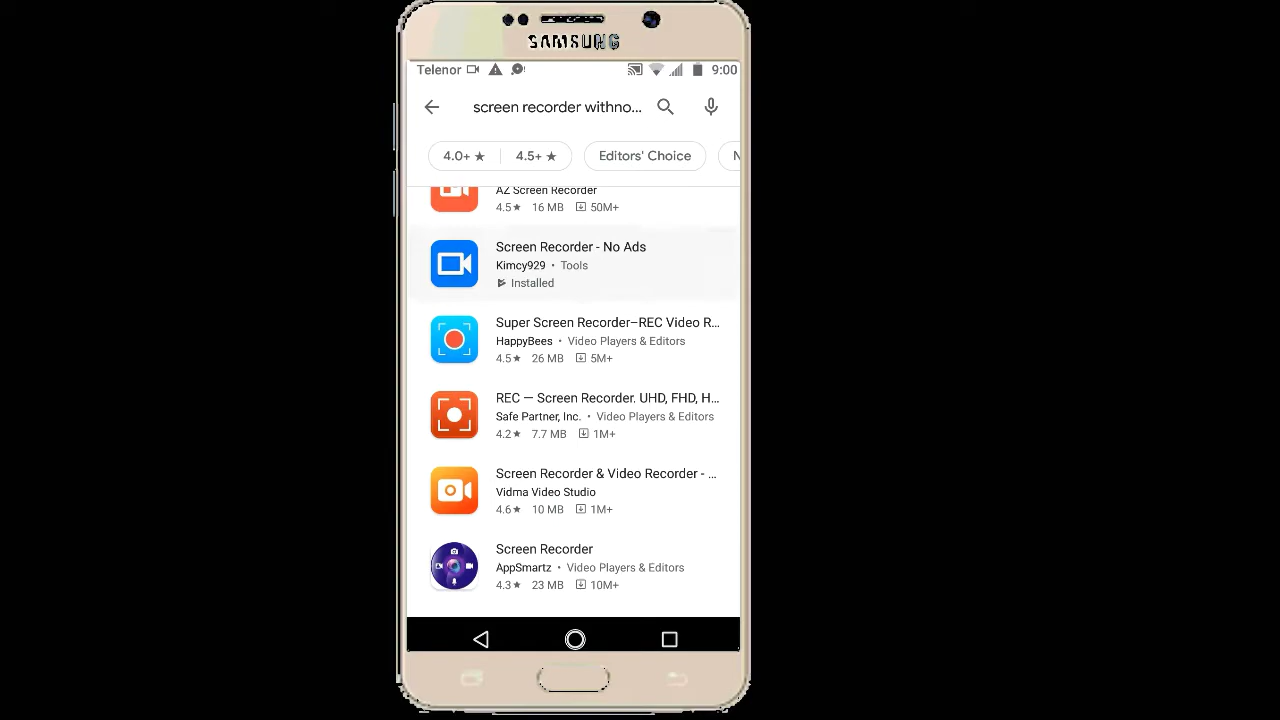 SAMSUNG
Telenor 9:00
screen recorder withno...
4.0+ ★ 4.5+ ★ Editors' Choice N
AZ Screen Recorder
4.5★ 16 MB 50M+
Screen Recorder - No Ads
Kimcy929 • Tools
Installed
Super Screen Recorder–REC Video R...
HappyBees • Video Players & Editors
4.5★ 26 MB 5M+
REC — Screen Recorder. UHD, FHD, H...
Safe Partner, Inc. • Video Players & Editors
4.2★ 7.7 MB 1M+
Screen Recorder & Video Recorder - ...
Vidma Video Studio
4.6★ 10 MB 1M+
Screen Recorder
AppSmartz • Video Players & Editors
4.3★ 23 MB 10M+